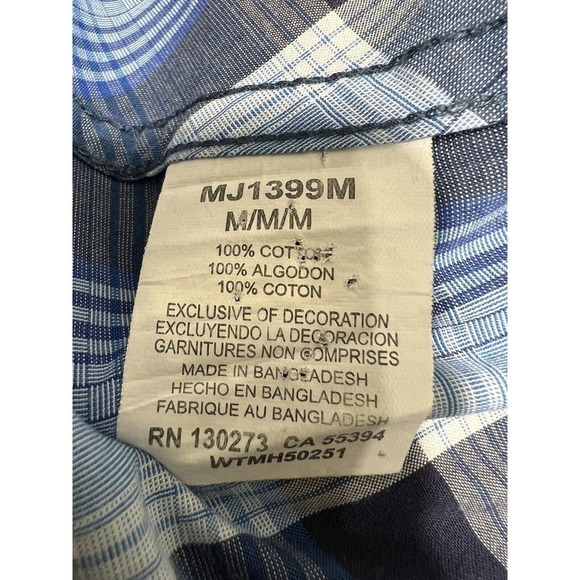 MJ1399M
M/M/M
100% COTTON
100% ALGODON
100% COTON
EXCLUSIVE OF DECORATION
EXCLUYENDO LA DECORACION
GARNITURES NON COMPRISES
MADE IN BANGLADESH
HECHO EN BANGLADESH
FABRIQUE AU BANGLADESH
RN 130273 CA 55394
WTMH50251